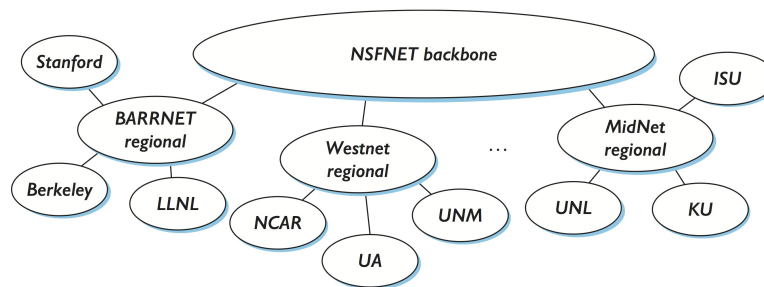 NSFNET backbone
Stanford
ISU
BARRNET
regional
MidNet
regional
Westnet
regional
...
Berkeley
LLNL
NCAR
UNM
UNL
KU
UA